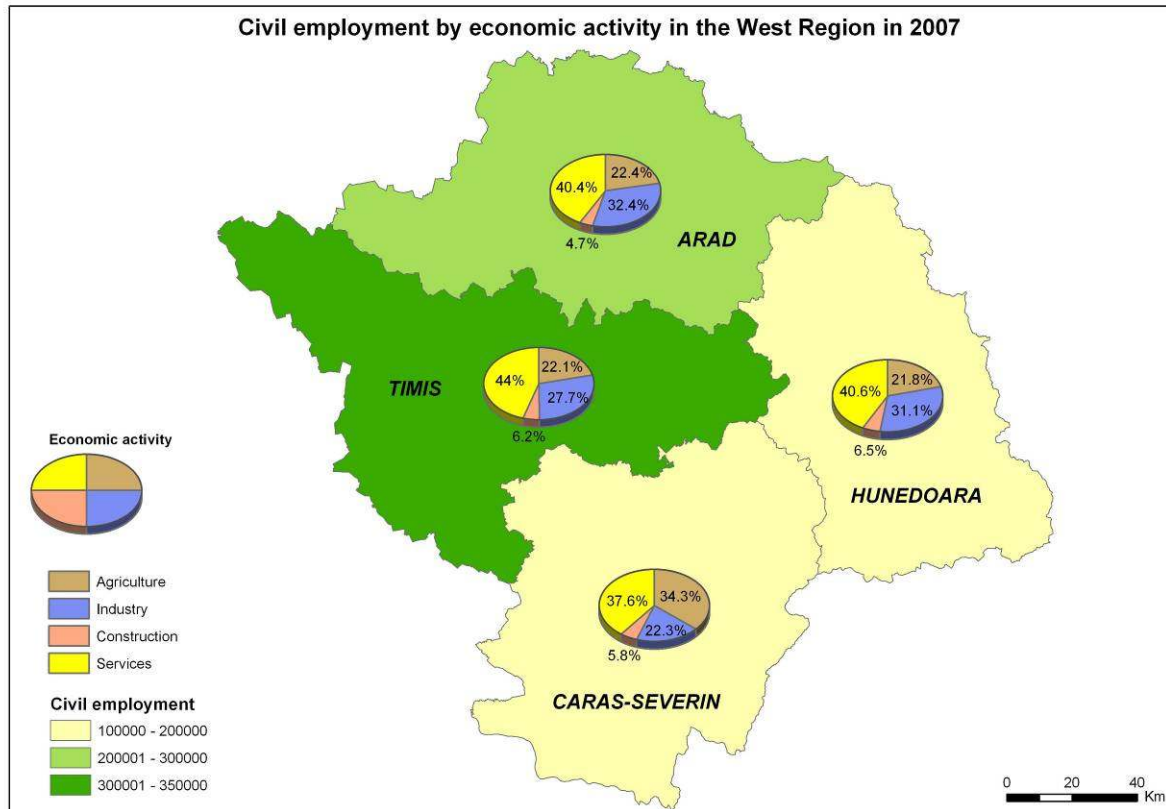 Civil employment by economic activity in the West Region in 2007
40.4%
22.4%
32.4%
4.7%
ARAD
TIMIS
44%
22.1%
27.7%
6.2%
40.6%
21.8%
31.1%
6.5%
HUNEDOARA
37.6%
34.3%
22.3%
5.8%
CARAS-SEVERIN
Economic activity
Agriculture
Industry
Construction
Services
Civil employment
100000 - 200000
200001 - 300000
300001 - 350000
0 20 40
Km